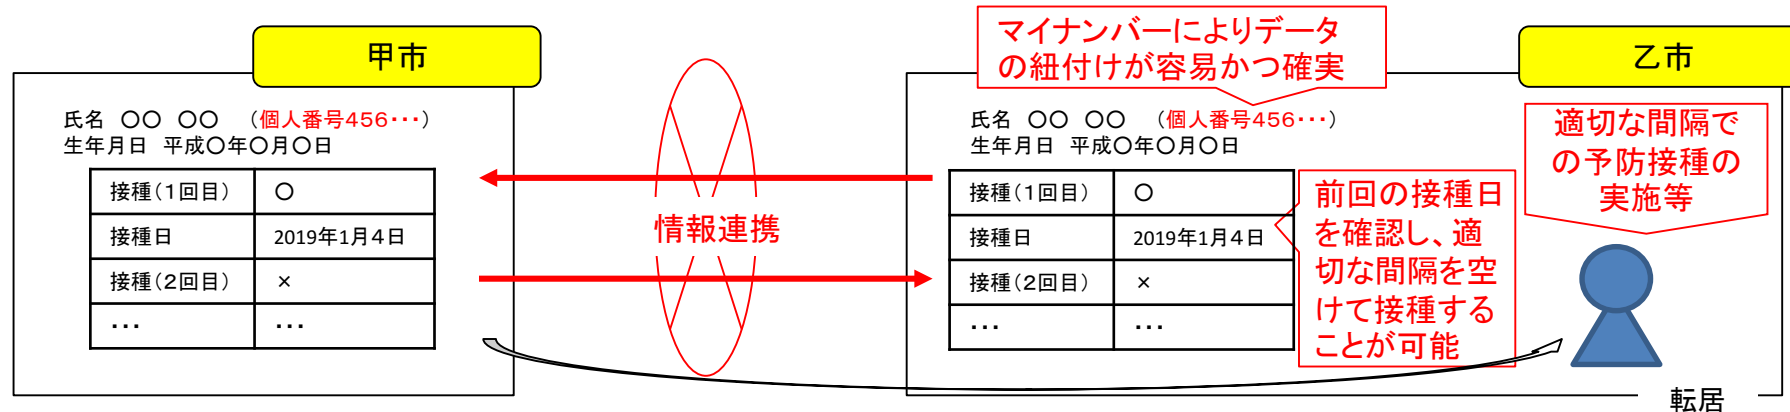 甲市
氏名 〇〇 〇〇 （個人番号456･･･）
生年月日 平成〇年〇月〇日
接種（1回目） 〇
接種日 2019年1月4日
接種（2回目） ×
･･･ ･･･
情報連携
マイナンバーによりデータ
の紐付けが容易かつ確実
乙市
氏名 〇〇 〇〇 （個人番号456･･･）
生年月日 平成〇年〇月〇日
接種（1回目） 〇
接種日 2019年1月4日
接種（2回目） ×
･･･ ･･･
前回の接種日
を確認し、適
切な間隔を空
けて接種する
ことが可能
適切な間隔で
の予防接種の
実施等
転居